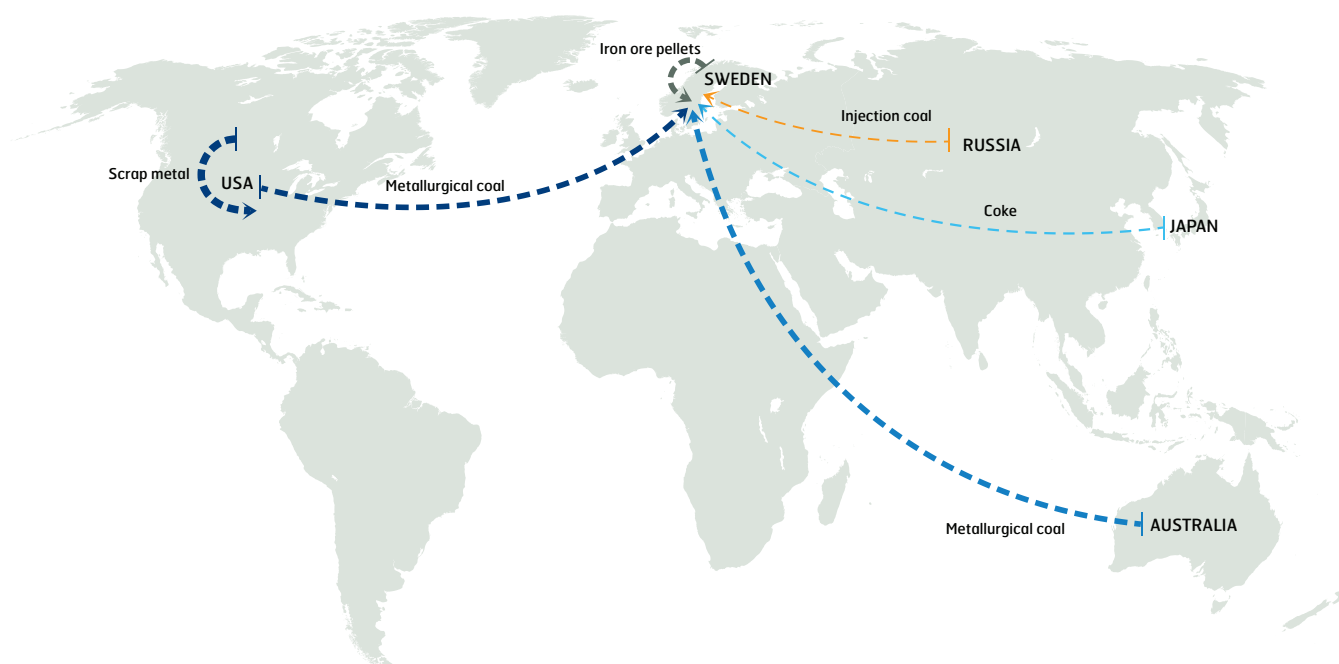 Iron ore pellets
SWEDEN
Injection coal
RUSSIA
Scrap metal
USA
Metallurgical coal
Coke
JAPAN
Metallurgical coal
AUSTRALIA